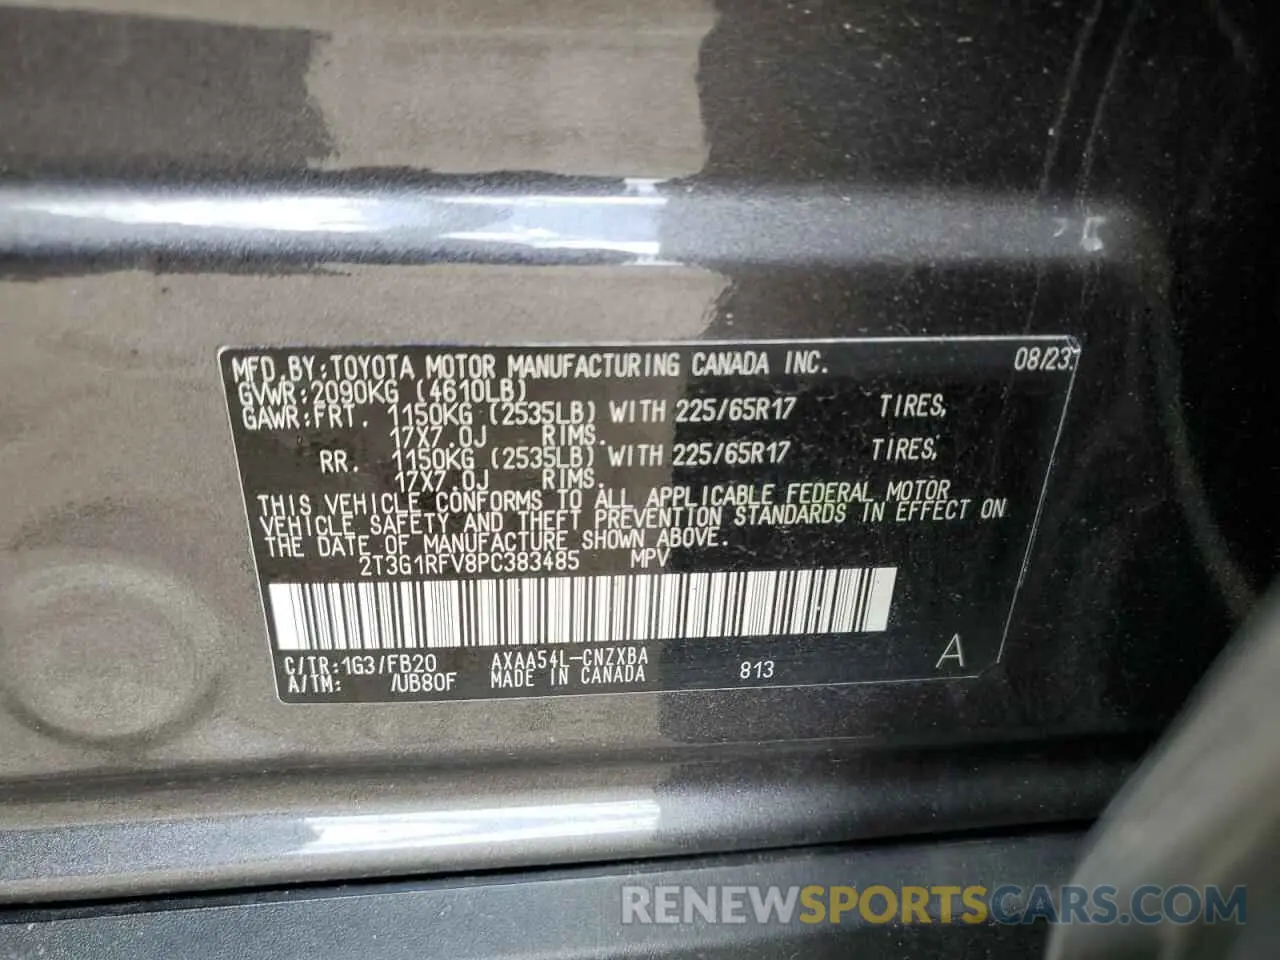 MFD. BY: TOYOTA MOTOR MANUFACTURING CANADA INC. 08/23
GVWR: 2090KG (4610LB)
GAWR: FRT. 1150KG (2535LB) WITH 225/65R17 TIRES,
17X7.0J RIMS.
RR. 1150KG (2535LB) WITH 225/65R17 TIRES,
17X7.0J RIMS.
THIS VEHICLE CONFORMS TO ALL APPLICABLE FEDERAL MOTOR
VEHICLE SAFETY AND THEFT PREVENTION STANDARDS IN EFFECT ON
THE DATE OF MANUFACTURE SHOWN ABOVE.
2T3G1RFV8PC383485 MPV
C/TR: 1G3/FB20 AXAA54L-CNZXBA
A/TM: /UB80F MADE IN CANADA 813 A
RENEWSPORTSCARS.COM